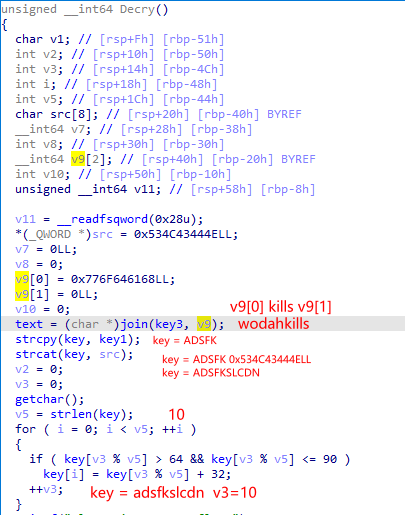 unsigned __int64 Decry()
{
char v1; // [rsp+Fh] [rbp-51h]
int v2; // [rsp+10h] [rbp-50h]
int v3; // [rsp+14h] [rbp-4Ch]
int i; // [rsp+18h] [rbp-48h]
int v5; // [rsp+1Ch] [rbp-44h]
char src[8]; // [rsp+20h] [rbp-40h] BYREF
__int64 v7; // [rsp+28h] [rbp-38h]
int v8; // [rsp+30h] [rbp-30h]
__int64 v9[2]; // [rsp+40h] [rbp-20h] BYREF
int v10; // [rsp+50h] [rbp-10h]
unsigned __int64 v11; // [rsp+58h] [rbp-8h]
v11 = __readfsqword(0x28u);
*(_QWORD *)src = 0x534C43444ELL;
v7 = 0LL;
v8 = 0;
v9[0] = 0x776F646168LL;
v9[1] = 0LL;
v10 = 0;
v9[0] kills v9[1]
text = (char *)join(key3, v9);
wodahkills
strcpy(key, key1);
key = ADSFK
strcat(key, src);
key = ADSFK 0x534C43444ELL
v2 = 0;
key = ADSFKSLCDN
v3 = 0;
getchar();
v5 = strlen(key);
10
for ( i = 0; i < v5; ++i )
{
if ( key[v3 % v5] > 64 && key[v3 % v5] <= 90 )
key[i] = key[v3 % v5] + 32;
++v3;
key = adsfkslcdn v3=10
}